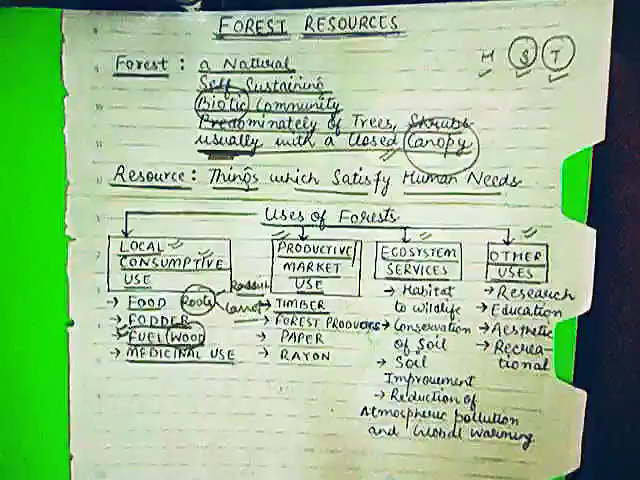 FOREST RESOURCES
H S T
Forest : a Natural
Self Sustaining
Biotic Community
Predominately of Trees, Shrubs
usually with a Closed Canopy
Resource : Things which Satisfy Human Needs
Uses of Forests
LOCAL
CONSUMPTIVE
USE
→ FOOD Roots
Carrot
→ FODDER
→ FUEL WOOD
→ MEDICINAL USE
PRODUCTIVE/
MARKET
USE
→ TIMBER
→ FOREST PRODUCTS
→ PAPER
→ RAYON
ECOSYSTEM
SERVICES
→ Habitat
to wildlife
→ Conservation
of Soil
→ Soil
Improvement
→ Reduction of
Atmospheric pollution
and Global Warming
OTHER
USES
→ Research
→ Education
→ Aesthetic
→ Recrea-
tional